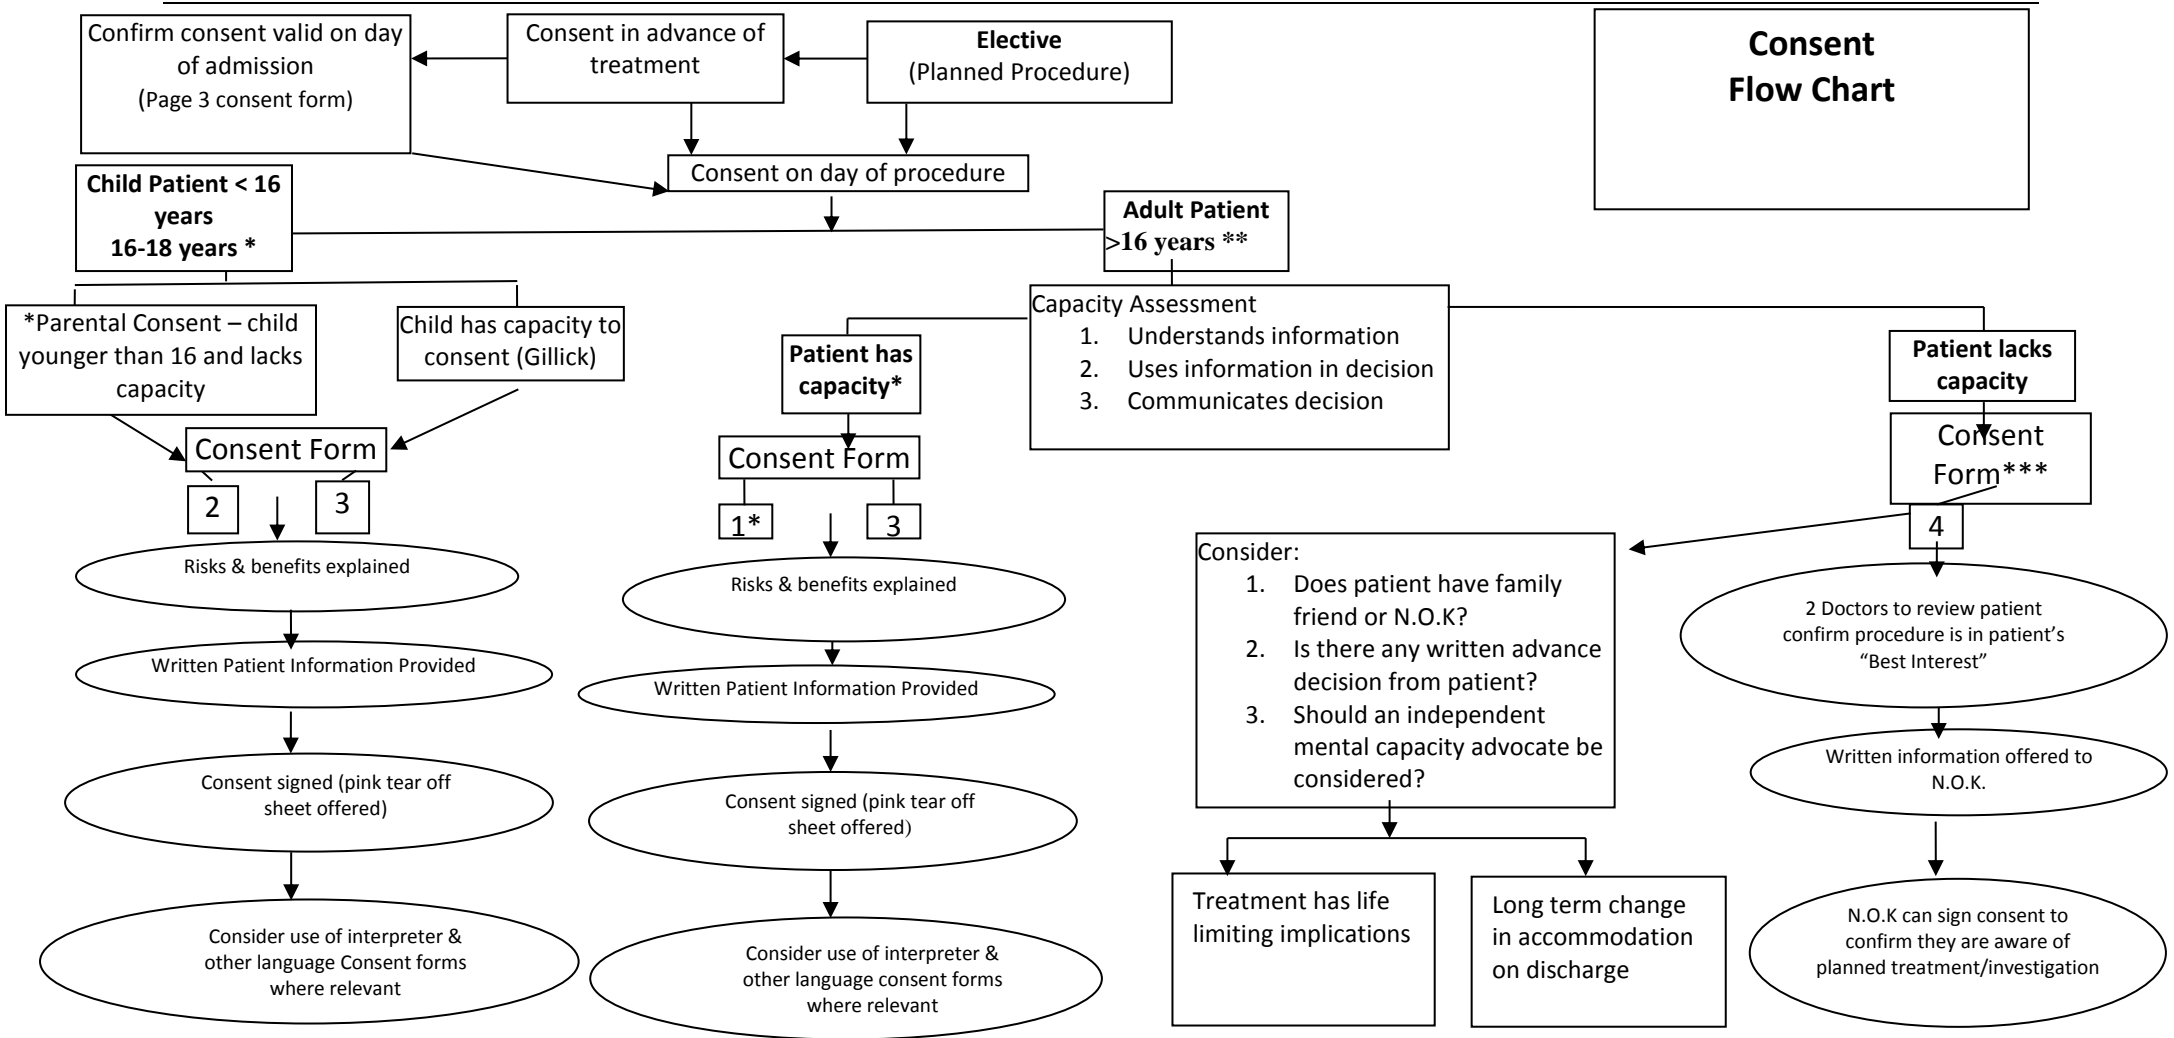 Confirm consent valid on day
of admission
(Page 3 consent form)
Consent in advance of
treatment
Elective
(Planned Procedure)
Consent
Flow Chart
Consent on day of procedure
Child Patient < 16
years
16-18 years *
Adult Patient
>16 years **
*Parental Consent – child
younger than 16 and lacks
capacity
Child has capacity to
consent (Gillick)
Consent Form
2
3
Risks & benefits explained
Written Patient Information Provided
Consent signed (pink tear off
sheet offered)
Consider use of interpreter &
other language Consent forms
where relevant
Capacity Assessment
1. Understands information
2. Uses information in decision
3. Communicates decision
Patient has
capacity*
Consent Form
1*
3
Risks & benefits explained
Written Patient Information Provided
Consent signed (pink tear off
sheet offered)
Consider use of interpreter &
other language consent forms
where relevant
Patient lacks
capacity
Consent
Form***
4
Consider:
1. Does patient have family
friend or N.O.K?
2. Is there any written advance
decision from patient?
3. Should an independent
mental capacity advocate be
considered?
Treatment has life
limiting implications
Long term change
in accommodation
on discharge
2 Doctors to review patient
confirm procedure is in patient’s
“Best Interest”
Written information offered to
N.O.K.
N.O.K can sign consent to
confirm they are aware of
planned treatment/investigation